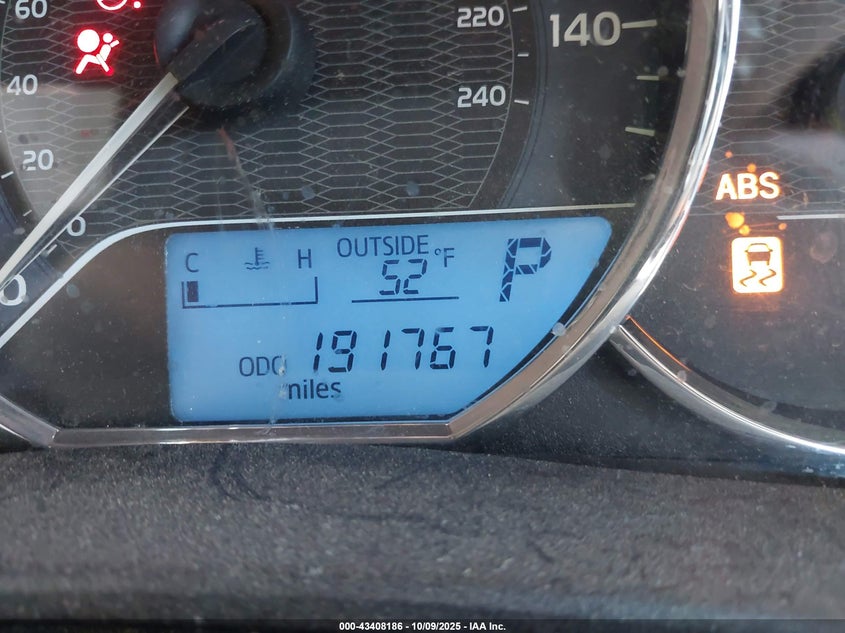 60
220
140
40
240
20
ABS
0
C H OUTSIDE
52 °F P
0
ODO 191767
miles
000-43408186 - 10/09/2025 - IAA Inc.